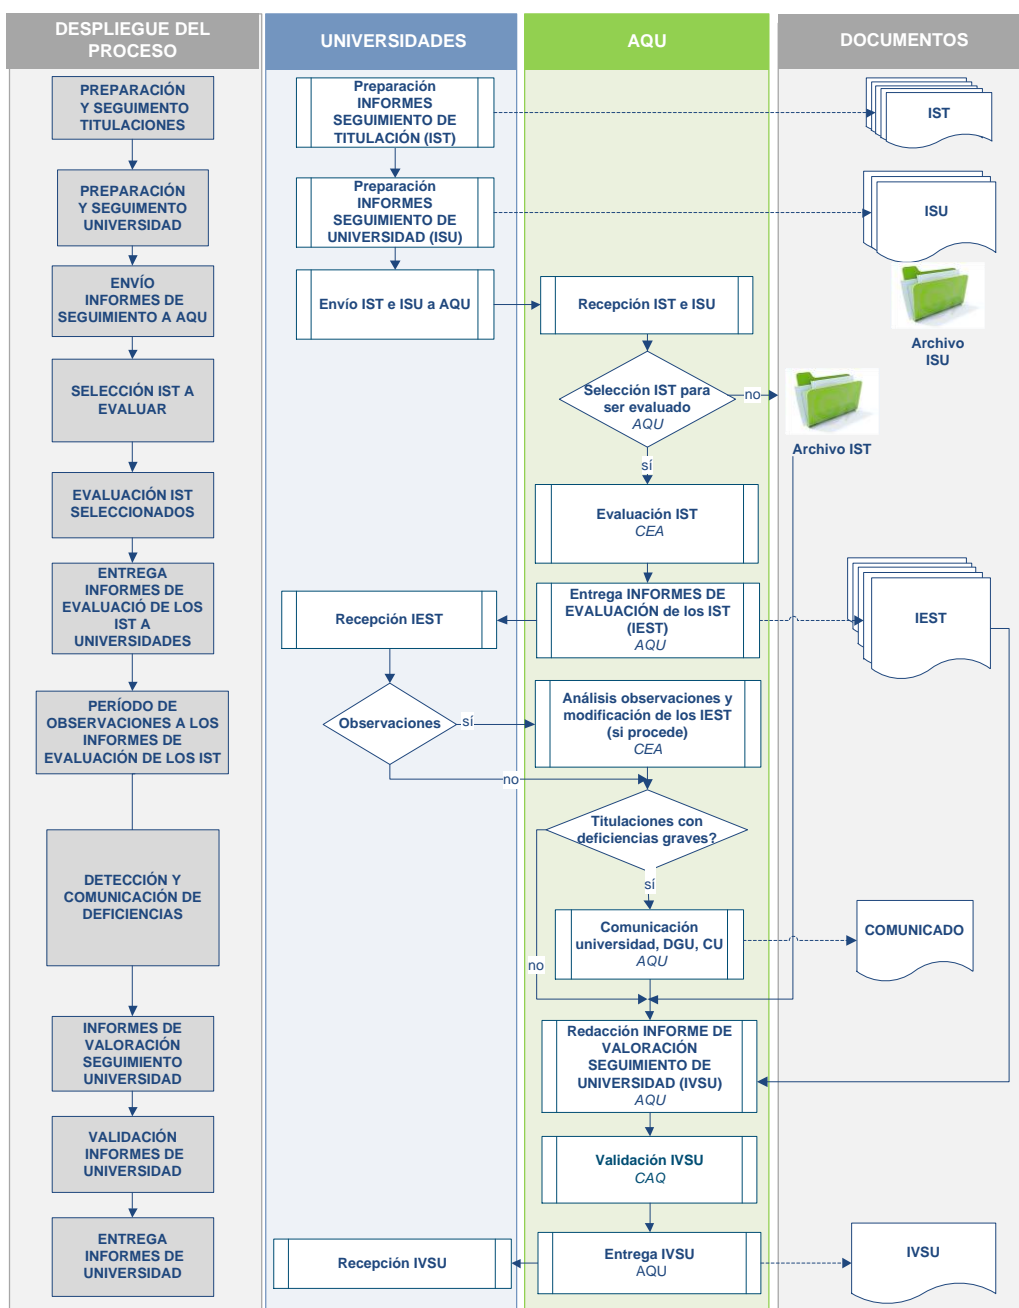 DESPLIEGUE DEL
PROCESO
UNIVERSIDADES
AQU
DOCUMENTOS
PREPARACIÓN
Y SEGUIMENTO
TITULACIONES
Preparación
INFORMES
SEGUIMIENTO DE
TITULACIÓN (IST)
IST
PREPARACIÓN
Y SEGUIMENTO
UNIVERSIDAD
Preparación
INFORMES
SEGUIMIENTO DE
UNIVERSIDAD (ISU)
ISU
ENVÍO
INFORMES DE
SEGUIMIENTO A AQU
Envío IST e ISU a AQU
Recepción IST e ISU
Archivo
ISU
SELECCIÓN IST A
EVALUAR
Selección IST para
ser evaluado
AQU
no
Archivo IST
sí
EVALUACIÓN IST
SELECCIONADOS
Evaluación IST
CEA
ENTREGA
INFORMES DE
EVALUACIÓ DE LOS
IST A
UNIVERSIDADES
Recepción IEST
Entrega INFORMES DE
EVALUACIÓN de los IST
(IEST)
AQU
IEST
PERÍODO DE
OBSERVACIONES A LOS
INFORMES DE
EVALUACIÓN DE LOS IST
Observaciones
sí
Análisis observaciones y
modificación de los IEST
(si procede)
CEA
no
Titulaciones con
deficiencias graves?
sí
DETECCIÓN Y
COMUNICACIÓN DE
DEFICIENCIAS
Comunicación
universidad, DGU, CU
AQU
COMUNICADO
no
INFORMES DE
VALORACIÓN
SEGUIMIENTO
UNIVERSIDAD
Redacción INFORME DE
VALORACIÓN
SEGUIMIENTO DE
UNIVERSIDAD (IVSU)
AQU
VALIDACIÓN
INFORMES DE
UNIVERSIDAD
Validación IVSU
CAQ
ENTREGA
INFORMES DE
UNIVERSIDAD
Recepción IVSU
Entrega IVSU
AQU
IVSU